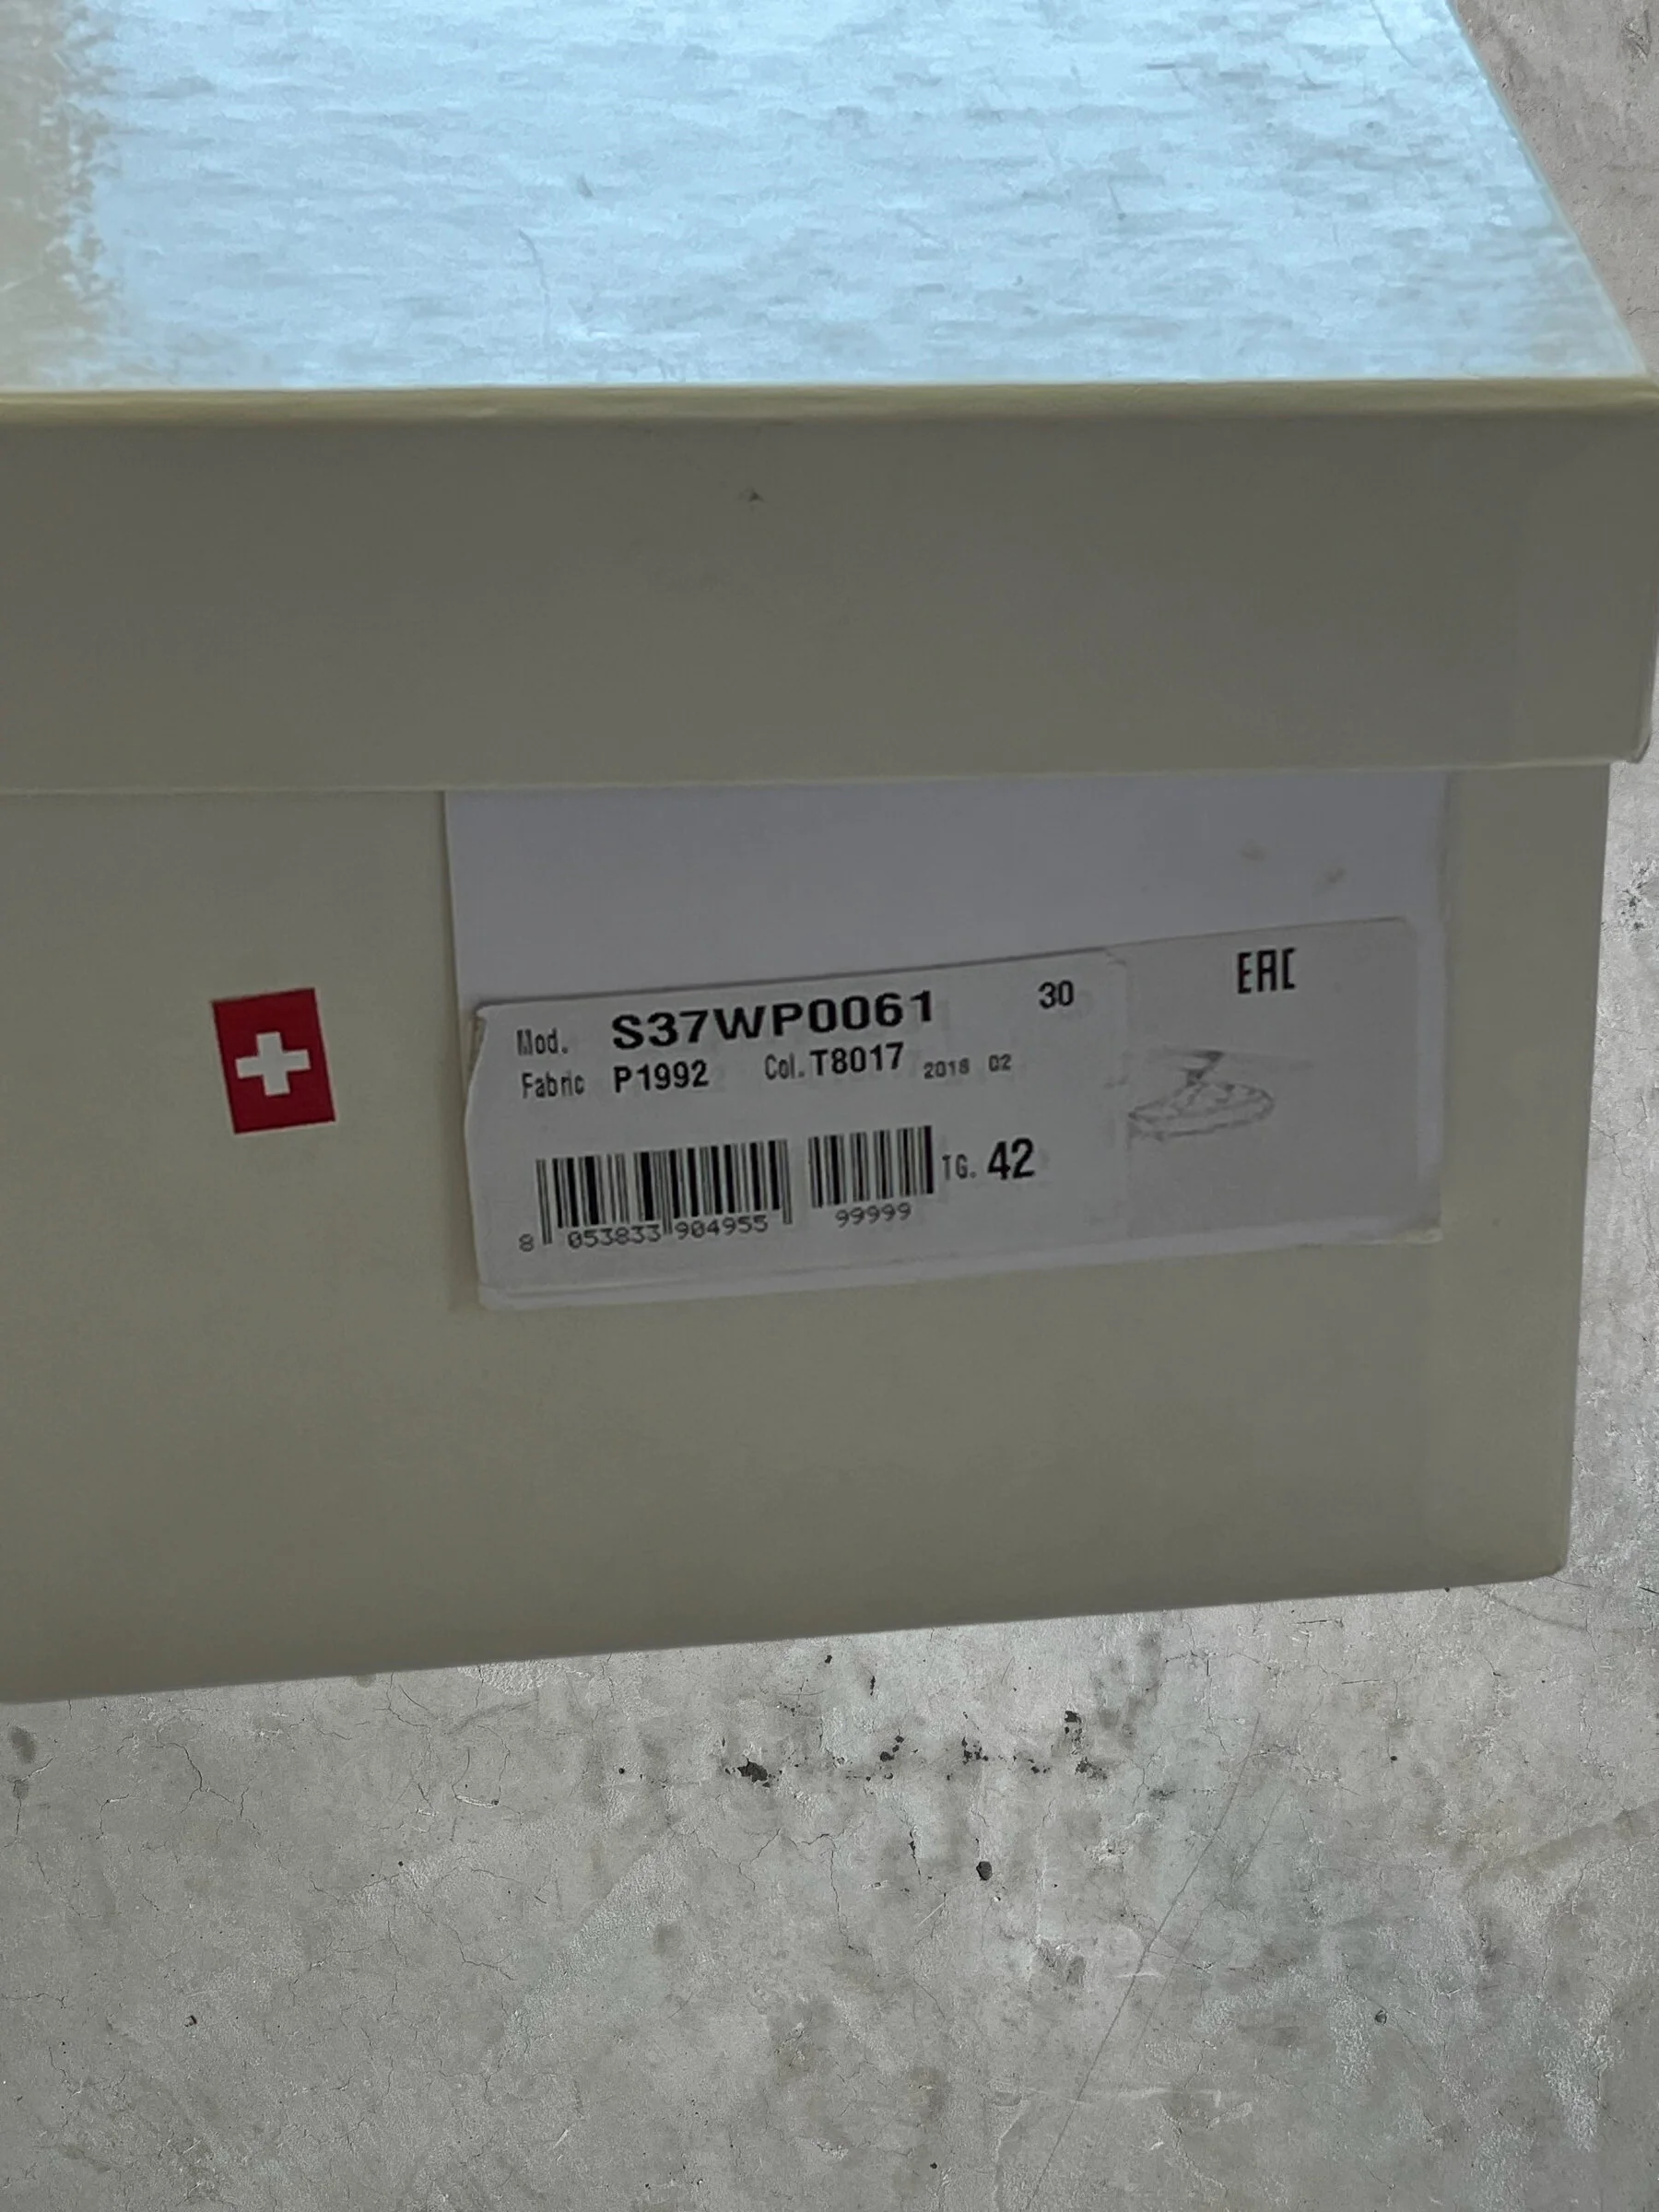 Mod. S37WP0061 30
Fabric P1992 Col. T8017 2018 02
TG. 42
8 053833 904955 99999
EAC